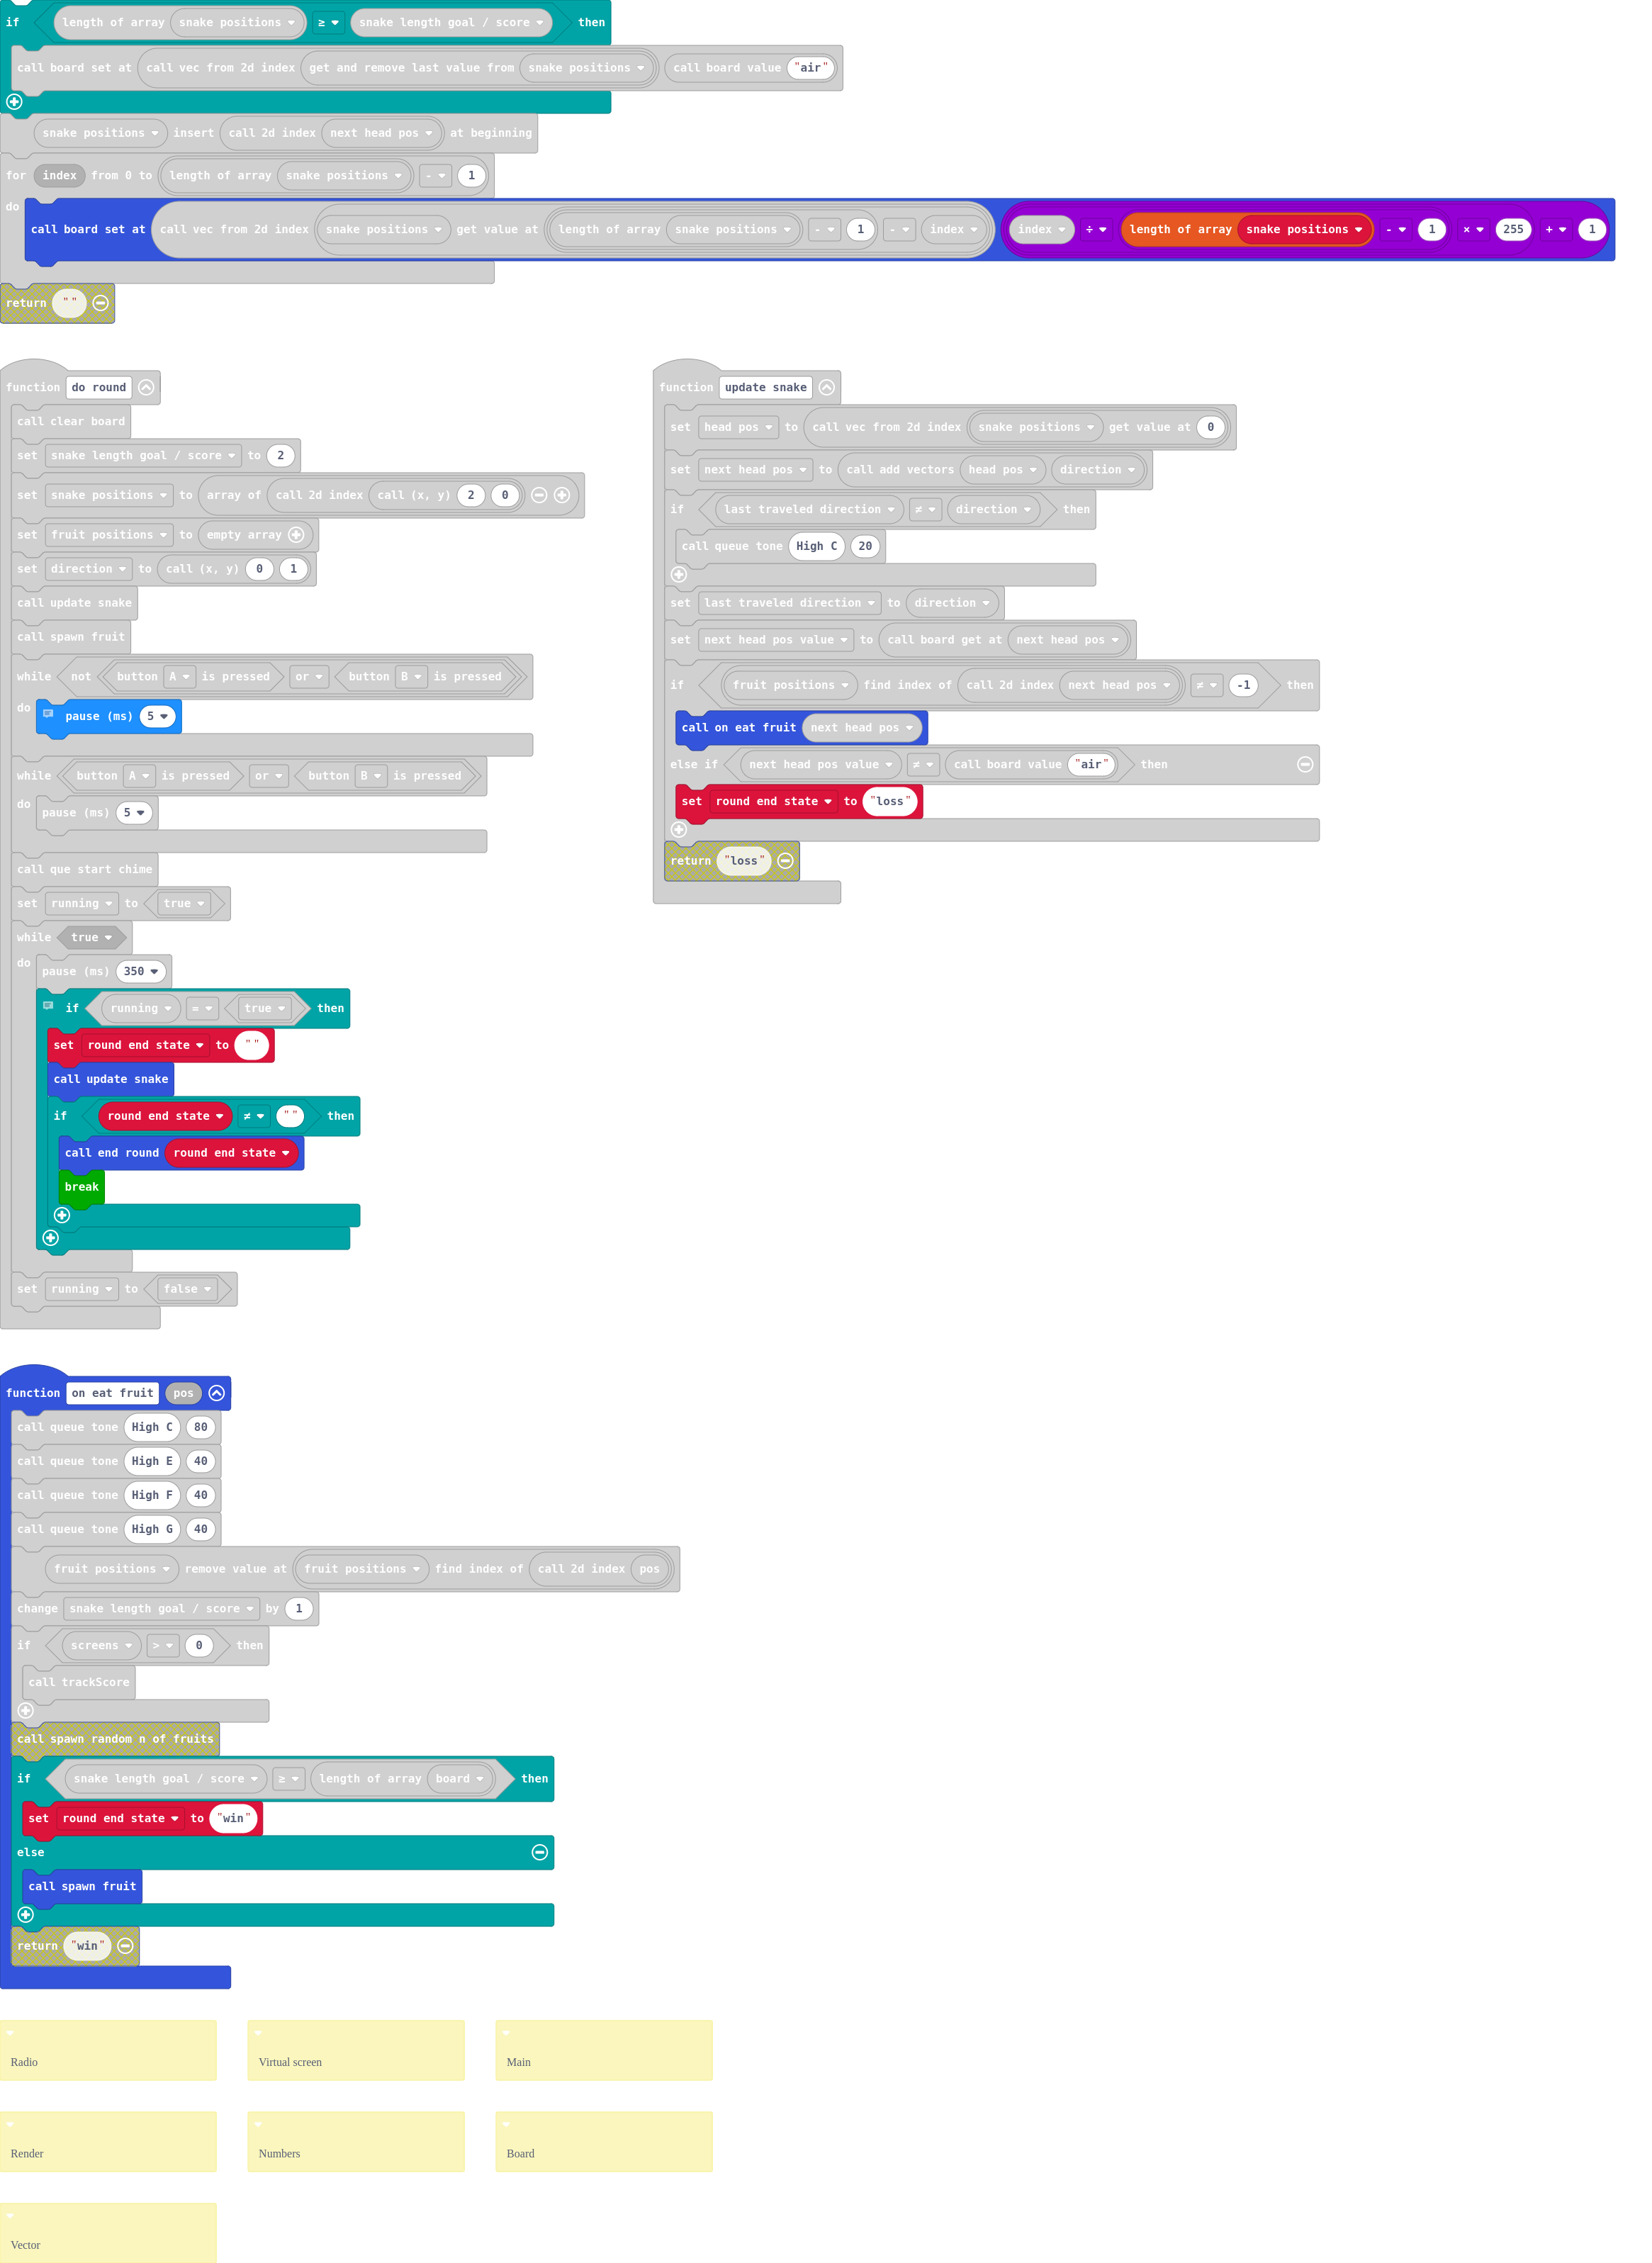 if length of array snake positions ≥ snake length goal / score then
call board set at call vec from 2d index get and remove last value from snake positions call board value "air"
snake positions insert call 2d index next head pos at beginning
for index from 0 to length of array snake positions - 1
do
call board set at call vec from 2d index snake positions get value at length of array snake positions - 1 - index index ÷ length of array snake positions - 1 × 255 + 1
return ""
function do round
call clear board
set snake length goal / score to 2
set snake positions to array of call 2d index call (x, y) 2 0
set fruit positions to empty array
set direction to call (x, y) 0 1
call update snake
call spawn fruit
while not button A is pressed or button B is pressed
do
pause (ms) 5
while button A is pressed or button B is pressed
do
pause (ms) 5
call que start chime
set running to true
while true
do
pause (ms) 350
if running = true then
set round end state to ""
call update snake
if round end state ≠ "" then
call end round round end state
break
set running to false
function update snake
set head pos to call vec from 2d index snake positions get value at 0
set next head pos to call add vectors head pos direction
if last traveled direction ≠ direction then
call queue tone High C 20
set last traveled direction to direction
set next head pos value to call board get at next head pos
if fruit positions find index of call 2d index next head pos ≠ -1 then
call on eat fruit next head pos
else if next head pos value ≠ call board value "air" then
set round end state to "loss"
return "loss"
function on eat fruit pos
call queue tone High C 80
call queue tone High E 40
call queue tone High F 40
call queue tone High G 40
fruit positions remove value at fruit positions find index of call 2d index pos
change snake length goal / score by 1
if screens > 0 then
call trackScore
call spawn random n of fruits
if snake length goal / score ≥ length of array board then
set round end state to "win"
else
call spawn fruit
return "win"
Radio
Virtual screen
Main
Render
Numbers
Board
Vector